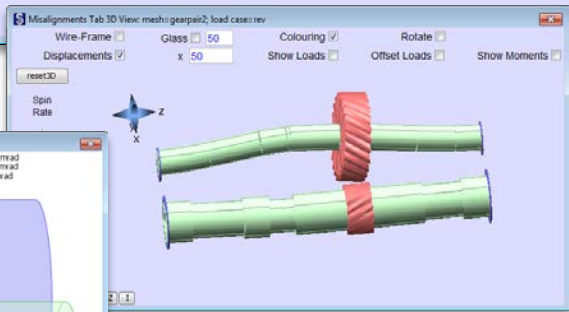 Misalignments Tab 3D View: mesh=gearpair2; load case=rev
Wire-Frame Glass 50 Colouring Rotate
Displacements x 50 Show Loads Offset Loads Show Moments
reset3D
Spin
Rate
Z
X
mrad
mrad
rad
Z I